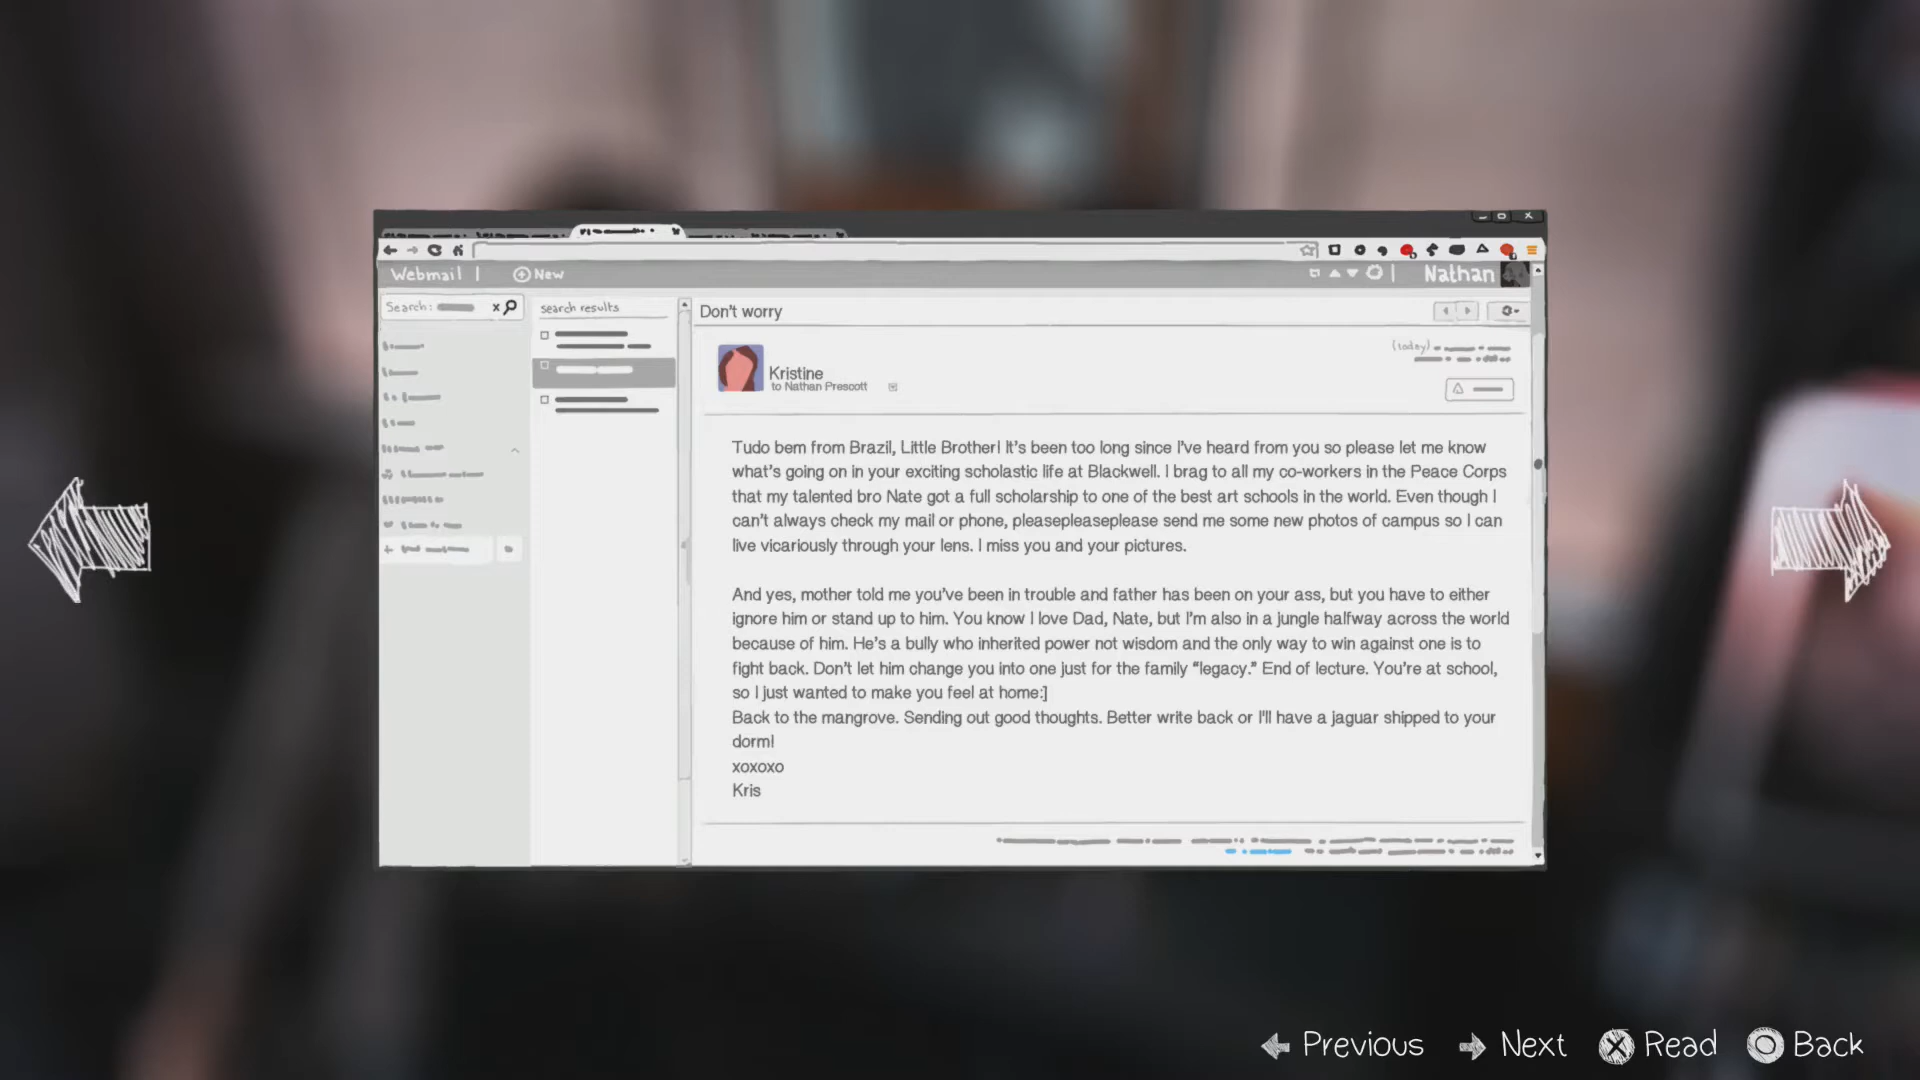 Webmail | New
Nathan
Search:
search results
Don't worry
(today)
Kristine
to Nathan Prescott
Tudo bem from Brazil, Little Brother! It's been too long since I've heard from you so please let me know
what's going on in your exciting scholastic life at Blackwell. I brag to all my co-workers in the Peace Corps
that my talented bro Nate got a full scholarship to one of the best art schools in the world. Even though I
can't always check my mail or phone, pleasepleaseplease send me some new photos of campus so I can
live vicariously through your lens. I miss you and your pictures.
And yes, mother told me you've been in trouble and father has been on your ass, but you have to either
ignore him or stand up to him. You know I love Dad, Nate, but I'm also in a jungle halfway across the world
because of him. He's a bully who inherited power not wisdom and the only way to win against one is to
fight back. Don't let him change you into one just for the family “legacy.” End of lecture. You're at school,
so I just wanted to make you feel at home:]
Back to the mangrove. Sending out good thoughts. Better write back or I'll have a jaguar shipped to your
dorm!
xoxoxo
Kris
Previous Next Read Back